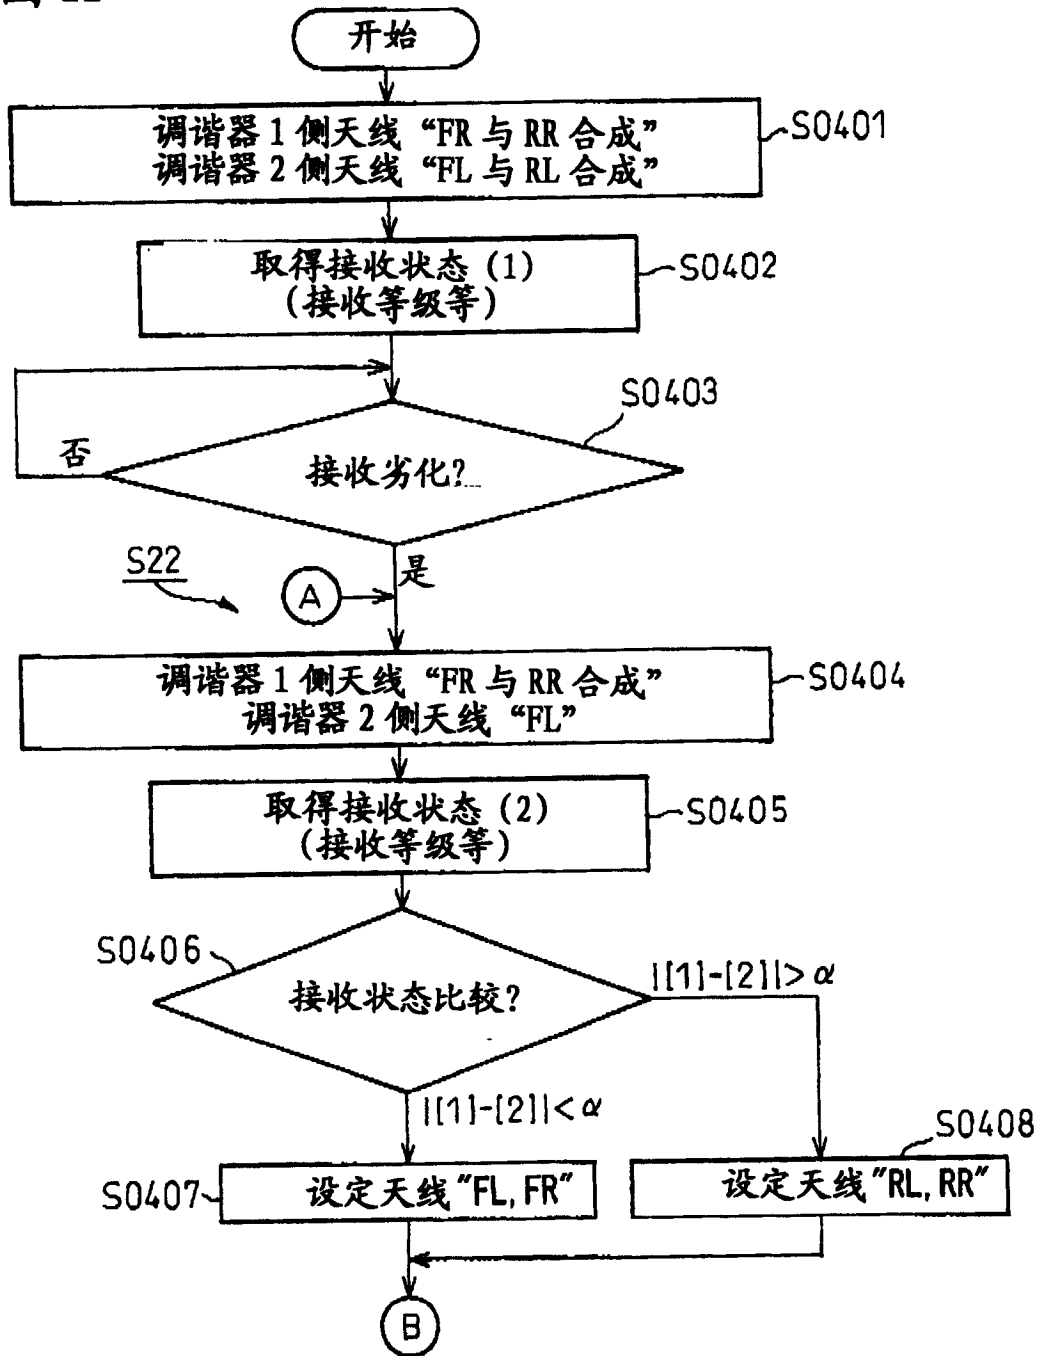 开始
调谐器 1 侧天线 “FR 与 RR 合成”
调谐器 2 侧天线 “FL 与 RL 合成”
S0401
取得接收状态 (1)
(接收等级等)
S0402
S0403
否
接收劣化?
是
S22
A
调谐器 1 侧天线 “FR 与 RR 合成”
调谐器 2 侧天线 “FL”
S0404
取得接收状态 (2)
(接收等级等)
S0405
S0406
接收状态比较?
|[1]-[2]|> α
|[1]-[2]|< α
S0408
S0407
设定天线"FL, FR"
设定天线"RL, RR"
B